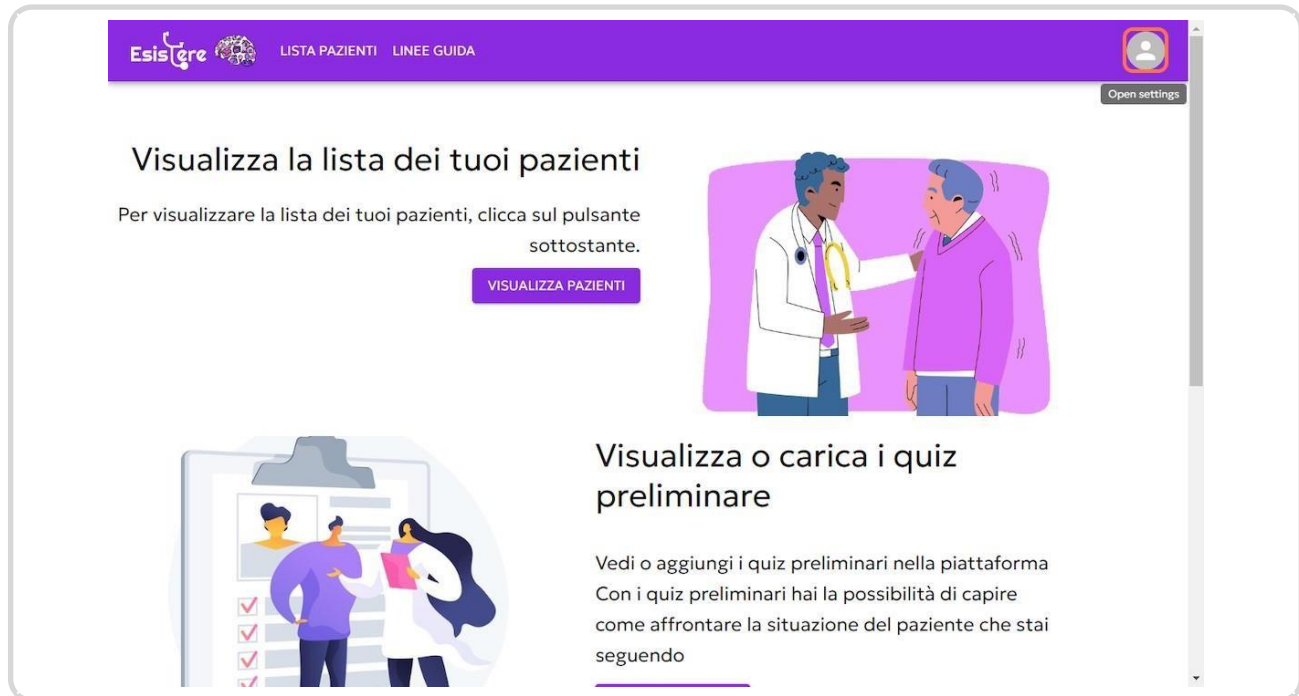 Esistere
LISTA PAZIENTI
LINEE GUIDA
Open settings
Visualizza la lista dei tuoi pazienti
Per visualizzare la lista dei tuoi pazienti, clicca sul pulsante
sottostante.
VISUALIZZA PAZIENTI
Visualizza o carica i quiz
preliminare
Vedi o aggiungi i quiz preliminari nella piattaforma
Con i quiz preliminari hai la possibilità di capire
come affrontare la situazione del paziente che stai
seguendo